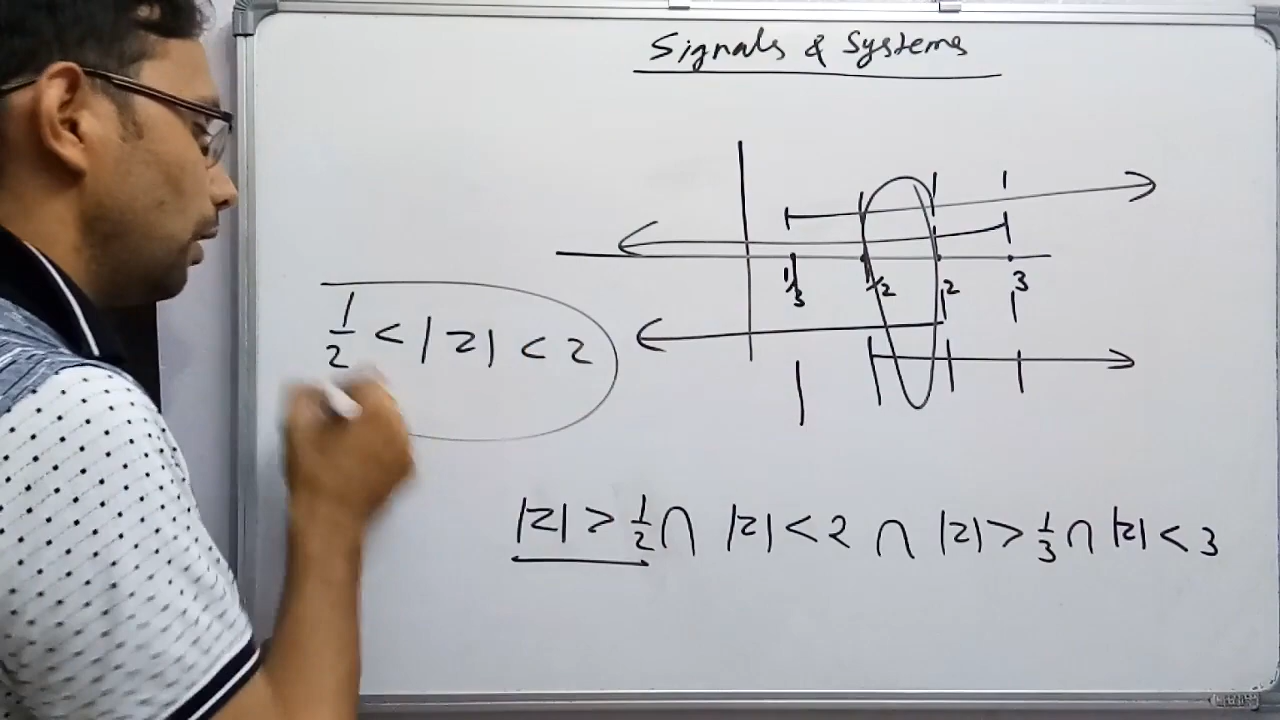 Signals & Systems
1/3 1/2 2 3
1/2 < |z| < 2
|z| > 1/2 ∩ |z| < 2 ∩ |z| > 1/3 ∩ |z| < 3